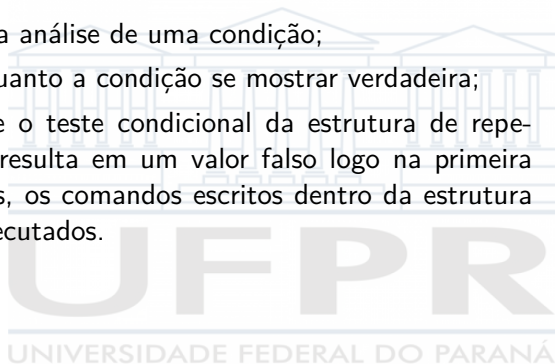 a análise de uma condição;
uanto a condição se mostrar verdadeira;
e o teste condicional da estrutura de repe-
resulta em um valor falso logo na primeira
s, os comandos escritos dentro da estrutura
ecutados.
UFPR
UNIVERSIDADE FEDERAL DO PARANÁ